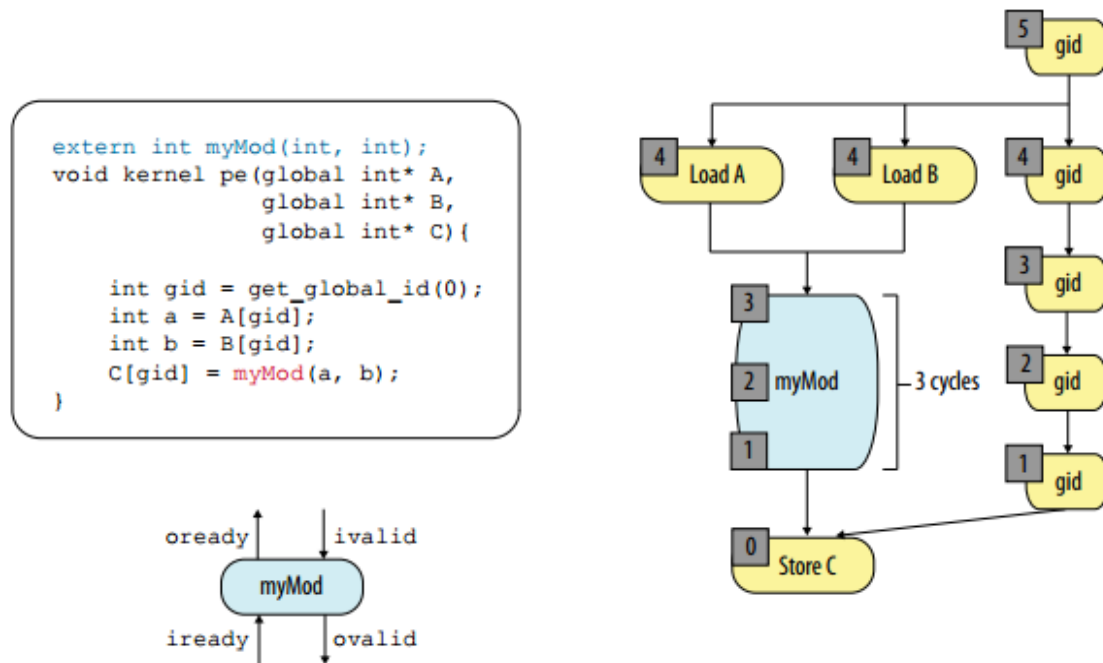 extern int myMod(int, int);
void kernel pe(global int* A,
global int* B,
global int* C){
int gid = get_global_id(0);
int a = A[gid];
int b = B[gid];
C[gid] = myMod(a, b);
}
oready
ivalid
myMod
iready
ovalid
5
gid
4
Load A
4
Load B
4
gid
3
2
myMod
1
3 cycles
3
gid
2
gid
1
gid
0
Store C